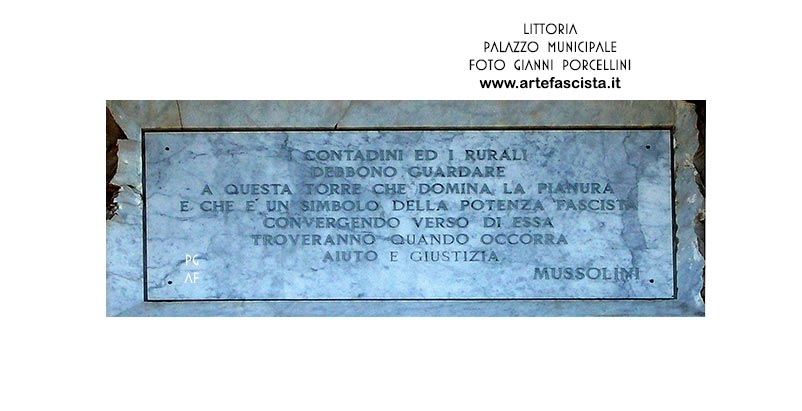 LITTORIA
PALAZZO MUNICIPALE
FOTO GIANNI PORCELLINI
www.artefascista.it
I CONTADINI ED I RURALI
DEBBONO GUARDARE
A QUESTA TORRE CHE DOMINA LA PIANURA
E CHE E' UN SIMBOLO DELLA POTENZA FASCISTA
CONVERGENDO VERSO DI ESSA
TROVERANNO QUANDO OCCORRA
AIUTO E GIUSTIZIA
MUSSOLINI
PG
AF